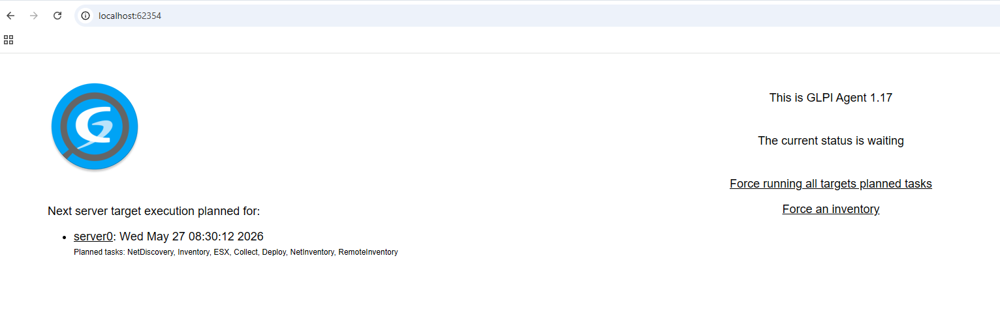 localhost:62354
This is GLPI Agent 1.17
The current status is waiting
Force running all targets planned tasks
Force an inventory
Next server target execution planned for:
server0: Wed May 27 08:30:12 2026
Planned tasks: NetDiscovery, Inventory, ESX, Collect, Deploy, NetInventory, RemoteInventory